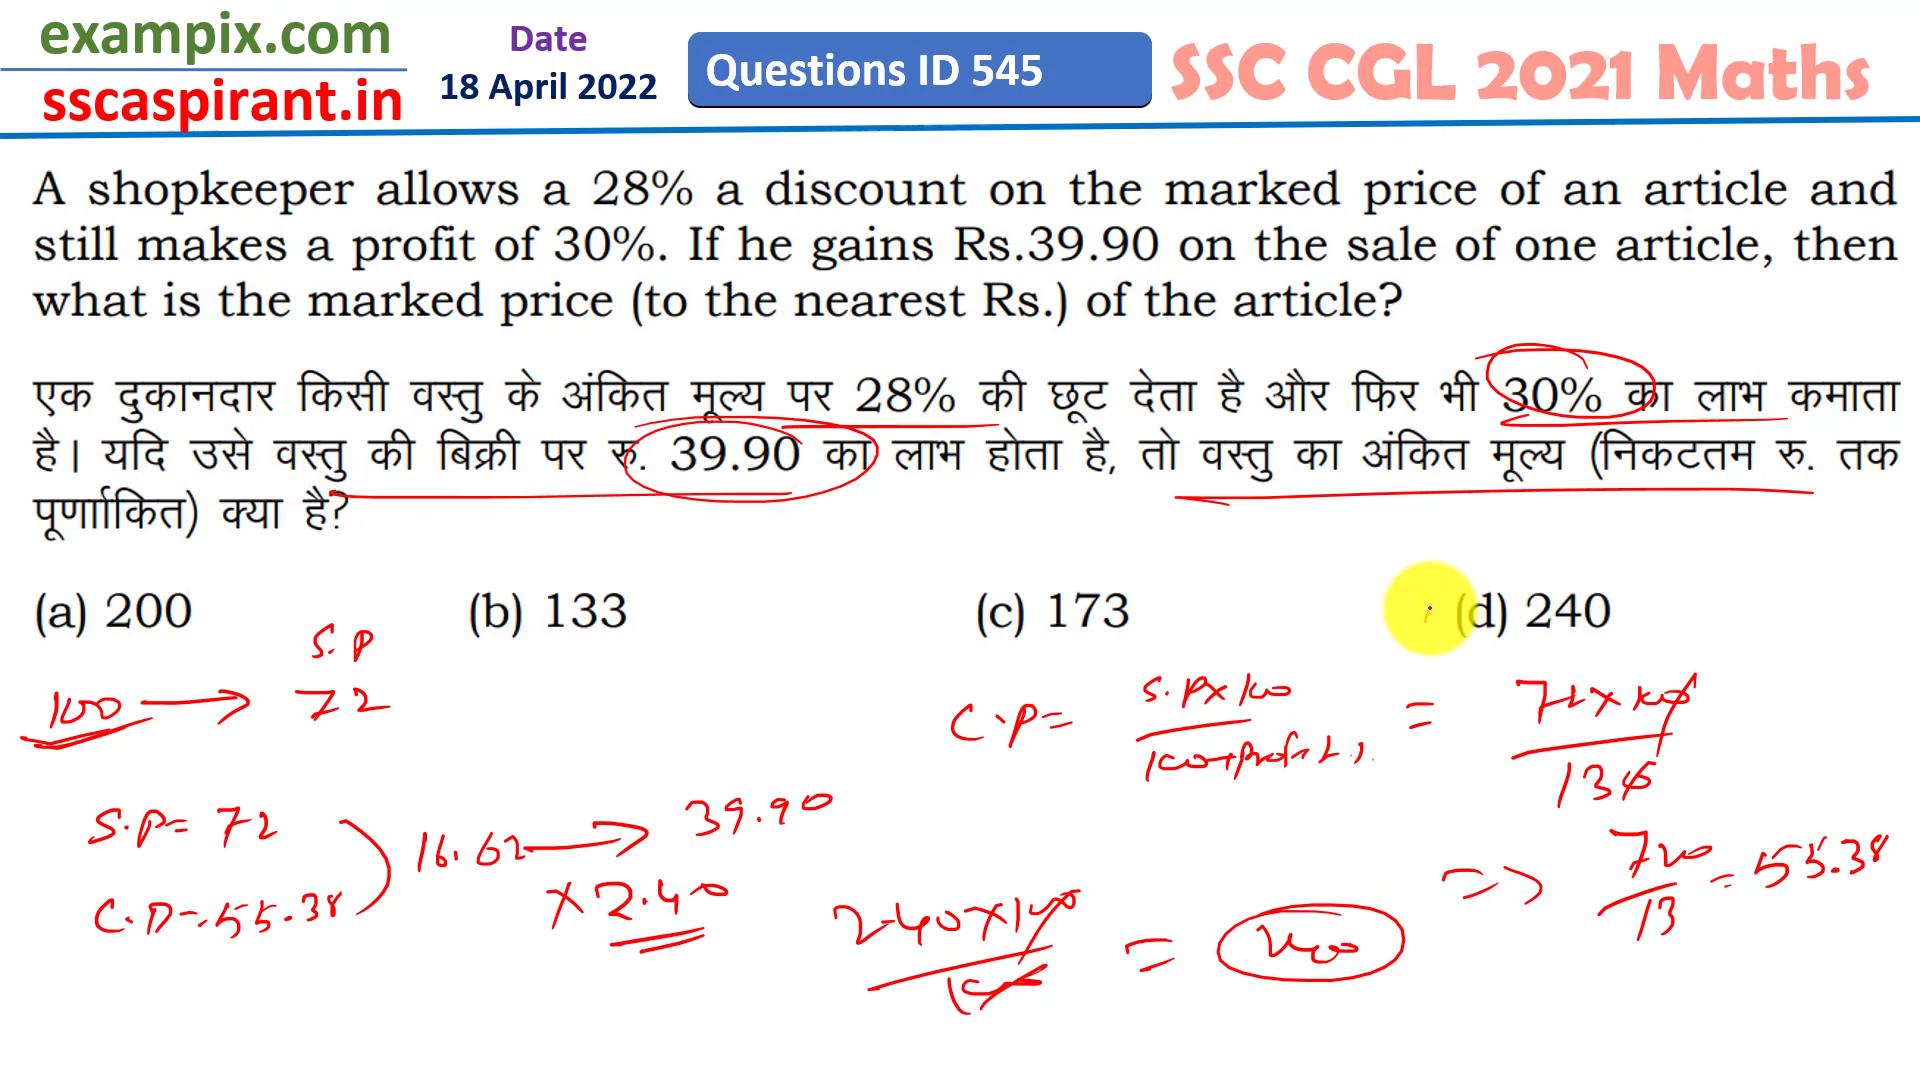 exampix.com
sscaspirant.in
Date
18 April 2022
Questions ID 545
SSC CGL 2021 Maths
A shopkeeper allows a 28% a discount on the marked price of an article and
still makes a profit of 30%. If he gains Rs.39.90 on the sale of one article, then
what is the marked price (to the nearest Rs.) of the article?
एक दुकानदार किसी वस्तु के अंकित मूल्य पर 28% की छूट देता है और फिर भी 30% का लाभ कमाता
है। यदि उसे वस्तु की बिक्री पर रु. 39.90 का लाभ होता है, तो वस्तु का अंकित मूल्य (निकटतम रु. तक
पूर्णााकित) क्या है?
(a) 200 (b) 133 (c) 173 (d) 240
S.P
100 → 72
C.P = S.P×100 / 100+profit = 72×100 / 130
S.P = 72
C.P = 55.38
16.62 → 39.90
×2.40
2.40×100 / 100 =
=> 720 / 13 = 55.38